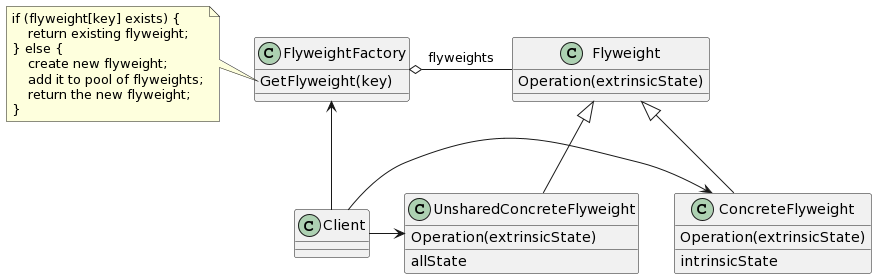 if (flyweight[key] exists) {
    return existing flyweight;
} else {
    create new flyweight;
    add it to pool of flyweights;
    return the new flyweight;
}
C FlyweightFactory
GetFlyweight(key)
flyweights
C Flyweight
Operation(extrinsicState)
C Client
C UnsharedConcreteFlyweight
Operation(extrinsicState)
allState
C ConcreteFlyweight
Operation(extrinsicState)
intrinsicState